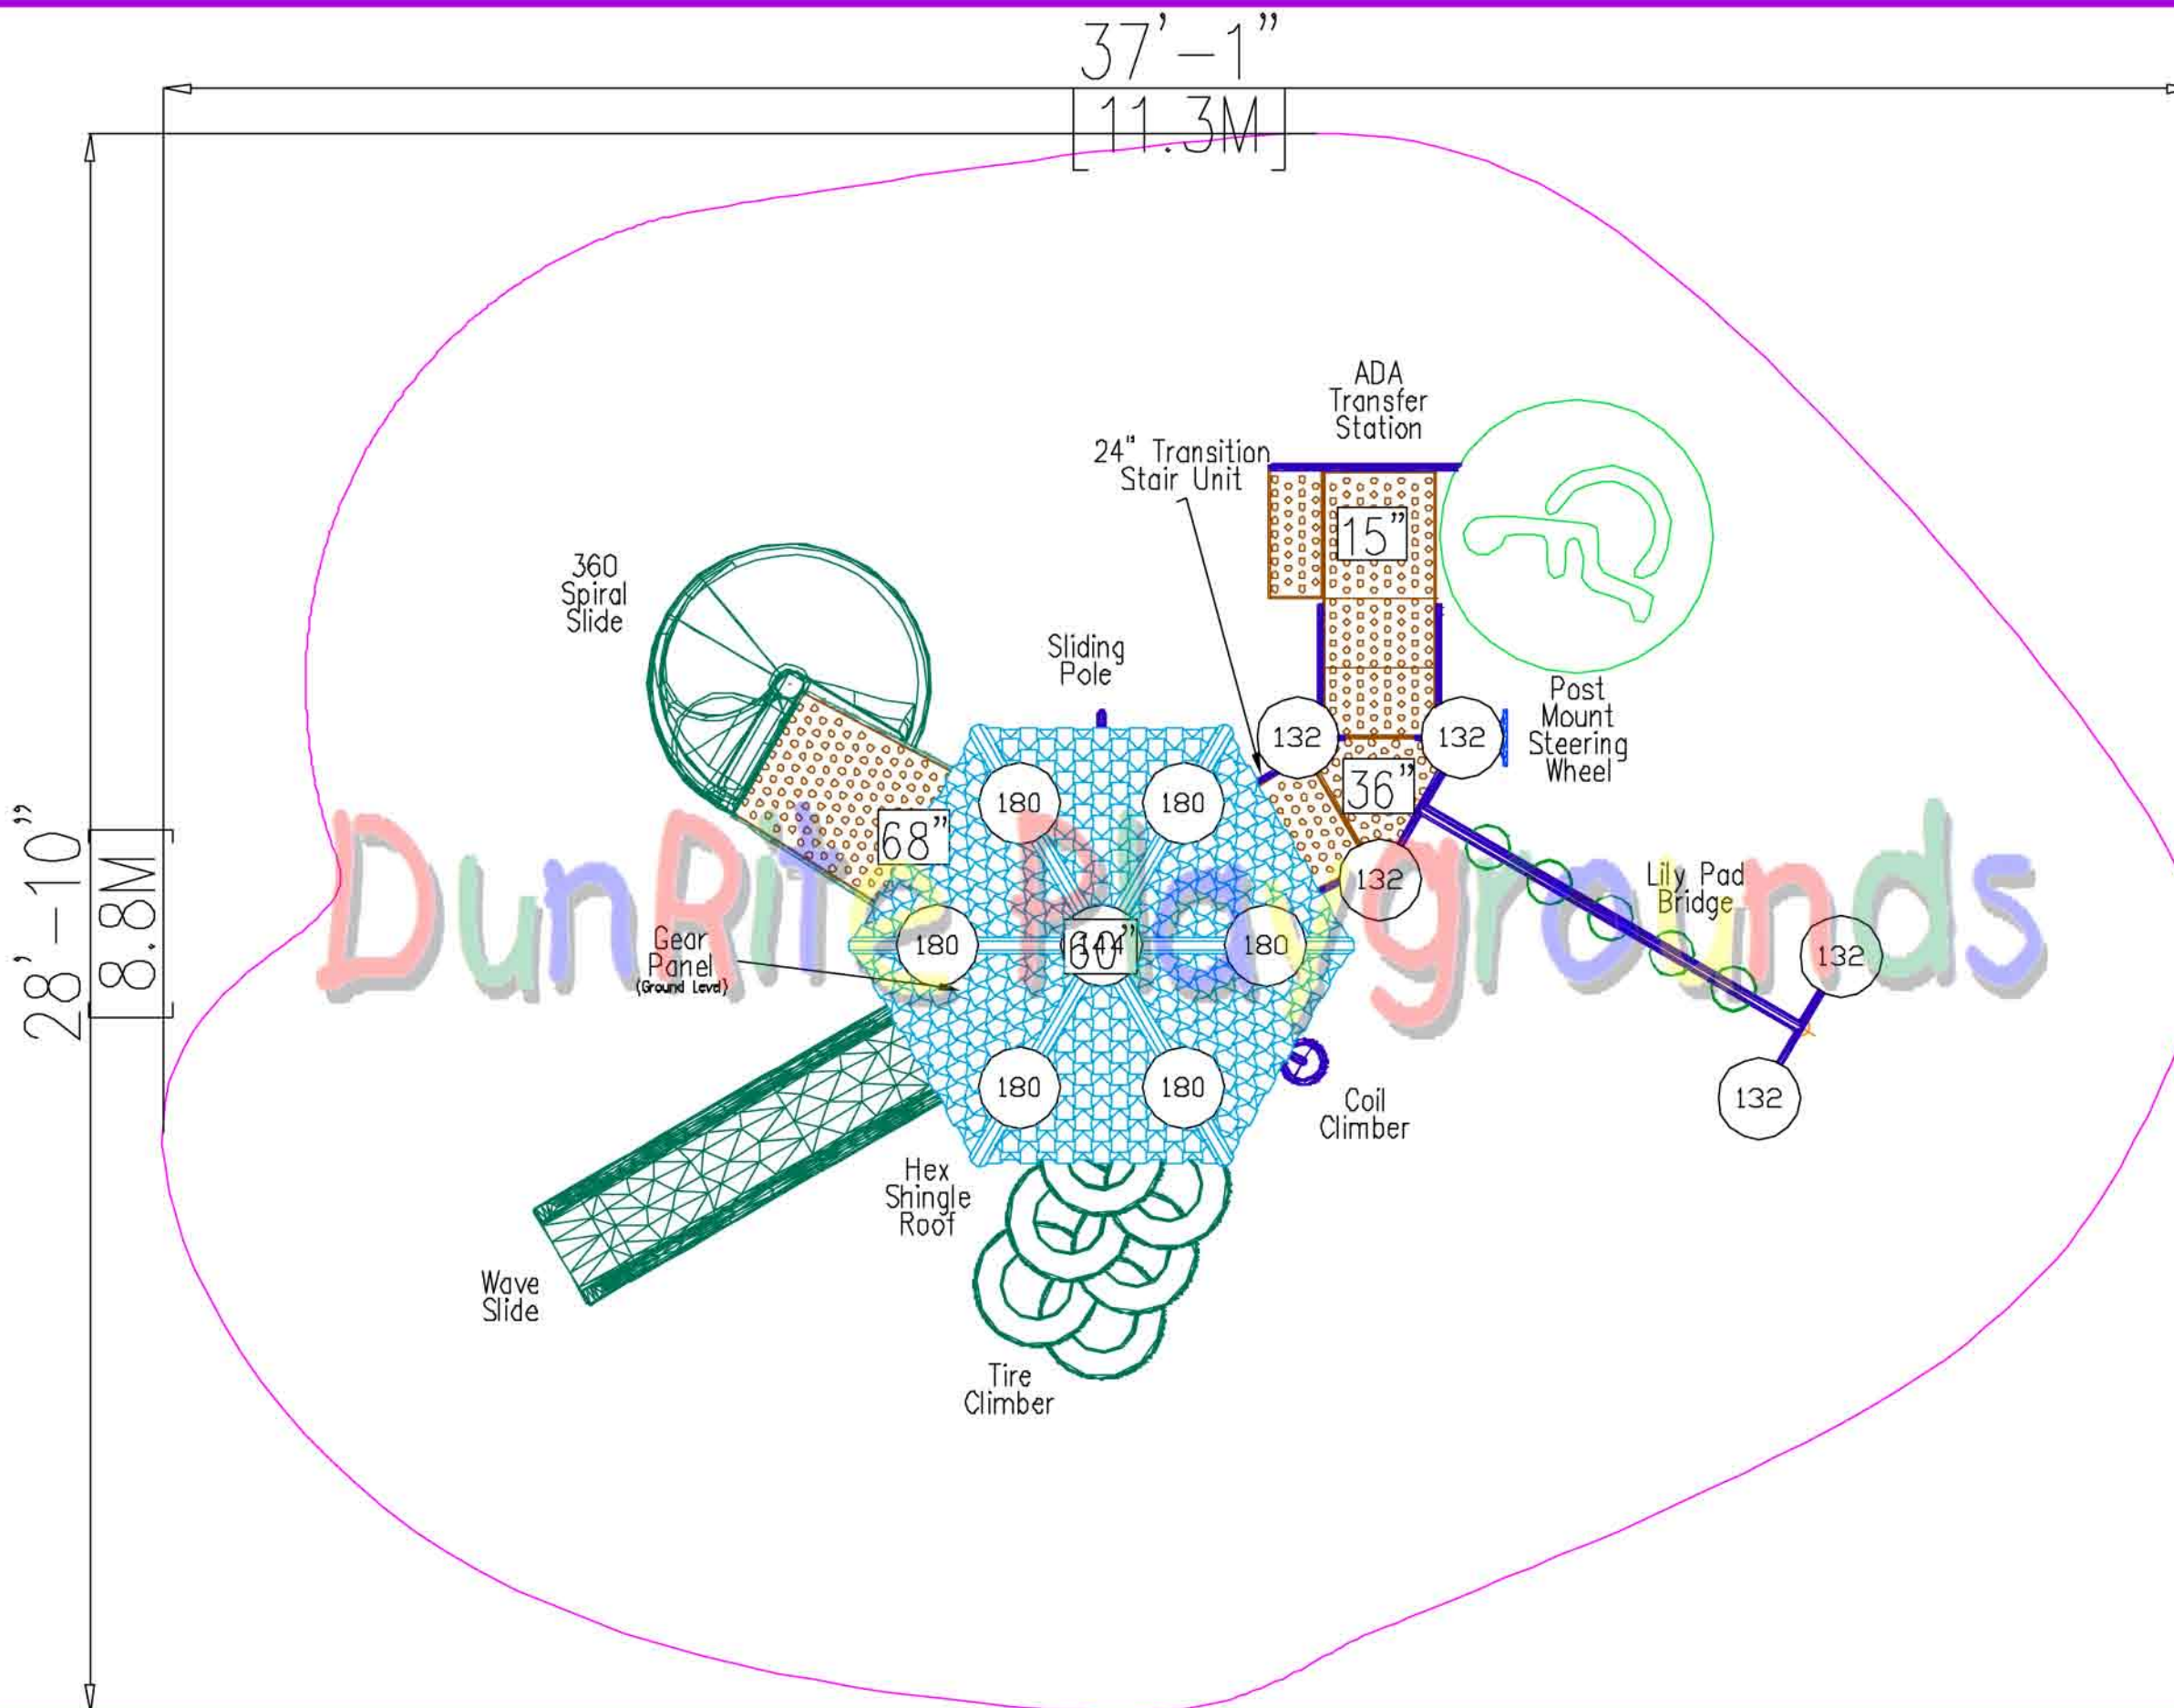 37'-1"
[11.3M]
28'-10"
[8.8M]
ADA
Transfer
Station
24" Transition
Stair Unit
15"
360
Spiral
Slide
Sliding
Pole
Post
Mount
Steering
Wheel
132
132
36"
180
180
68"
132
Lily Pad
Bridge
DunRite Playgrounds
Gear
Panel
(Ground Level)
180
60"
180
132
132
180
180
Coil
Climber
Hex
Shingle
Roof
Wave
Slide
Tire
Climber